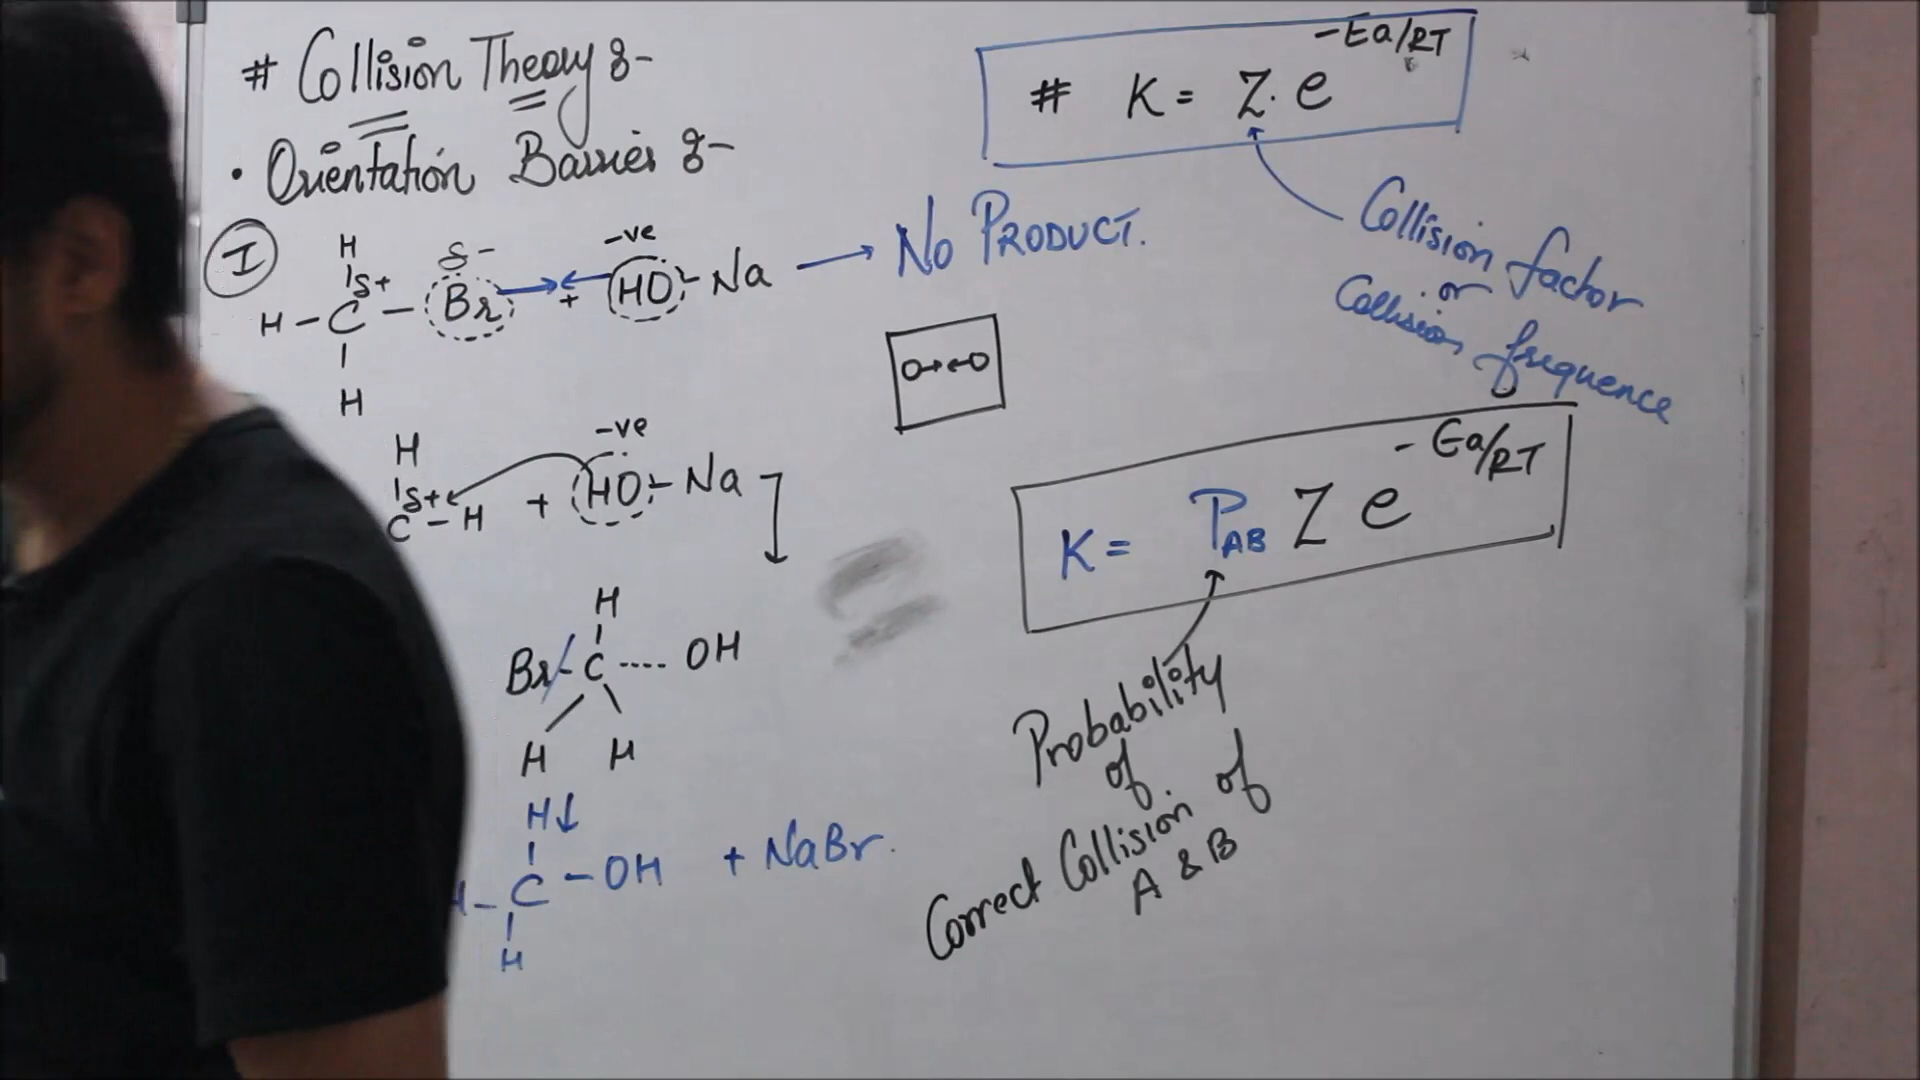 # Collision Theory :-
• Orientation Barrier :-
I
H
δ+
δ-
H - C - Br + HO - Na → No PRODUCT.
-ve
H
H
-ve
δ+
C - H + HO - Na
H
Br - C ---- OH
H H
H
C - OH + NaBr.
H
# K = Z. e -Ea/RT
Collision factor
or
Collision frequence
K = P AB Z e -Ea/RT
Probability
of
Correct Collision of
A & B